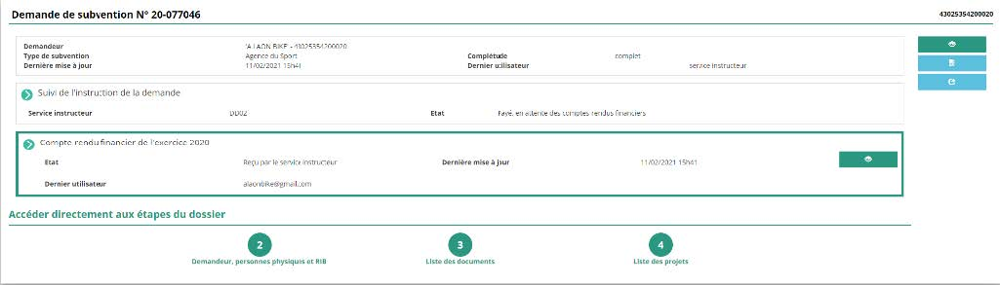 Demande de subvention N° 20-077046
43025354200020
Demandeur 'A LAON BIKE' - 43025354200020
Type de subvention Agence du Sport Complétude complet
Dernière mise à jour 11/02/2021 15h41 Dernier utilisateur service instructeur
Suivi de l'instruction de la demande
Service instructeur DD02 Etat Payé, en attente des comptes rendus financiers
Compte rendu financier de l'exercice 2020
Etat Reçu par le service instructeur Dernière mise à jour 11/02/2021 15h41
Dernier utilisateur alaonbike@gmail.com
Accéder directement aux étapes du dossier
2 3 4
Demandeur, personnes physiques et RIB Liste des documents Liste des projets